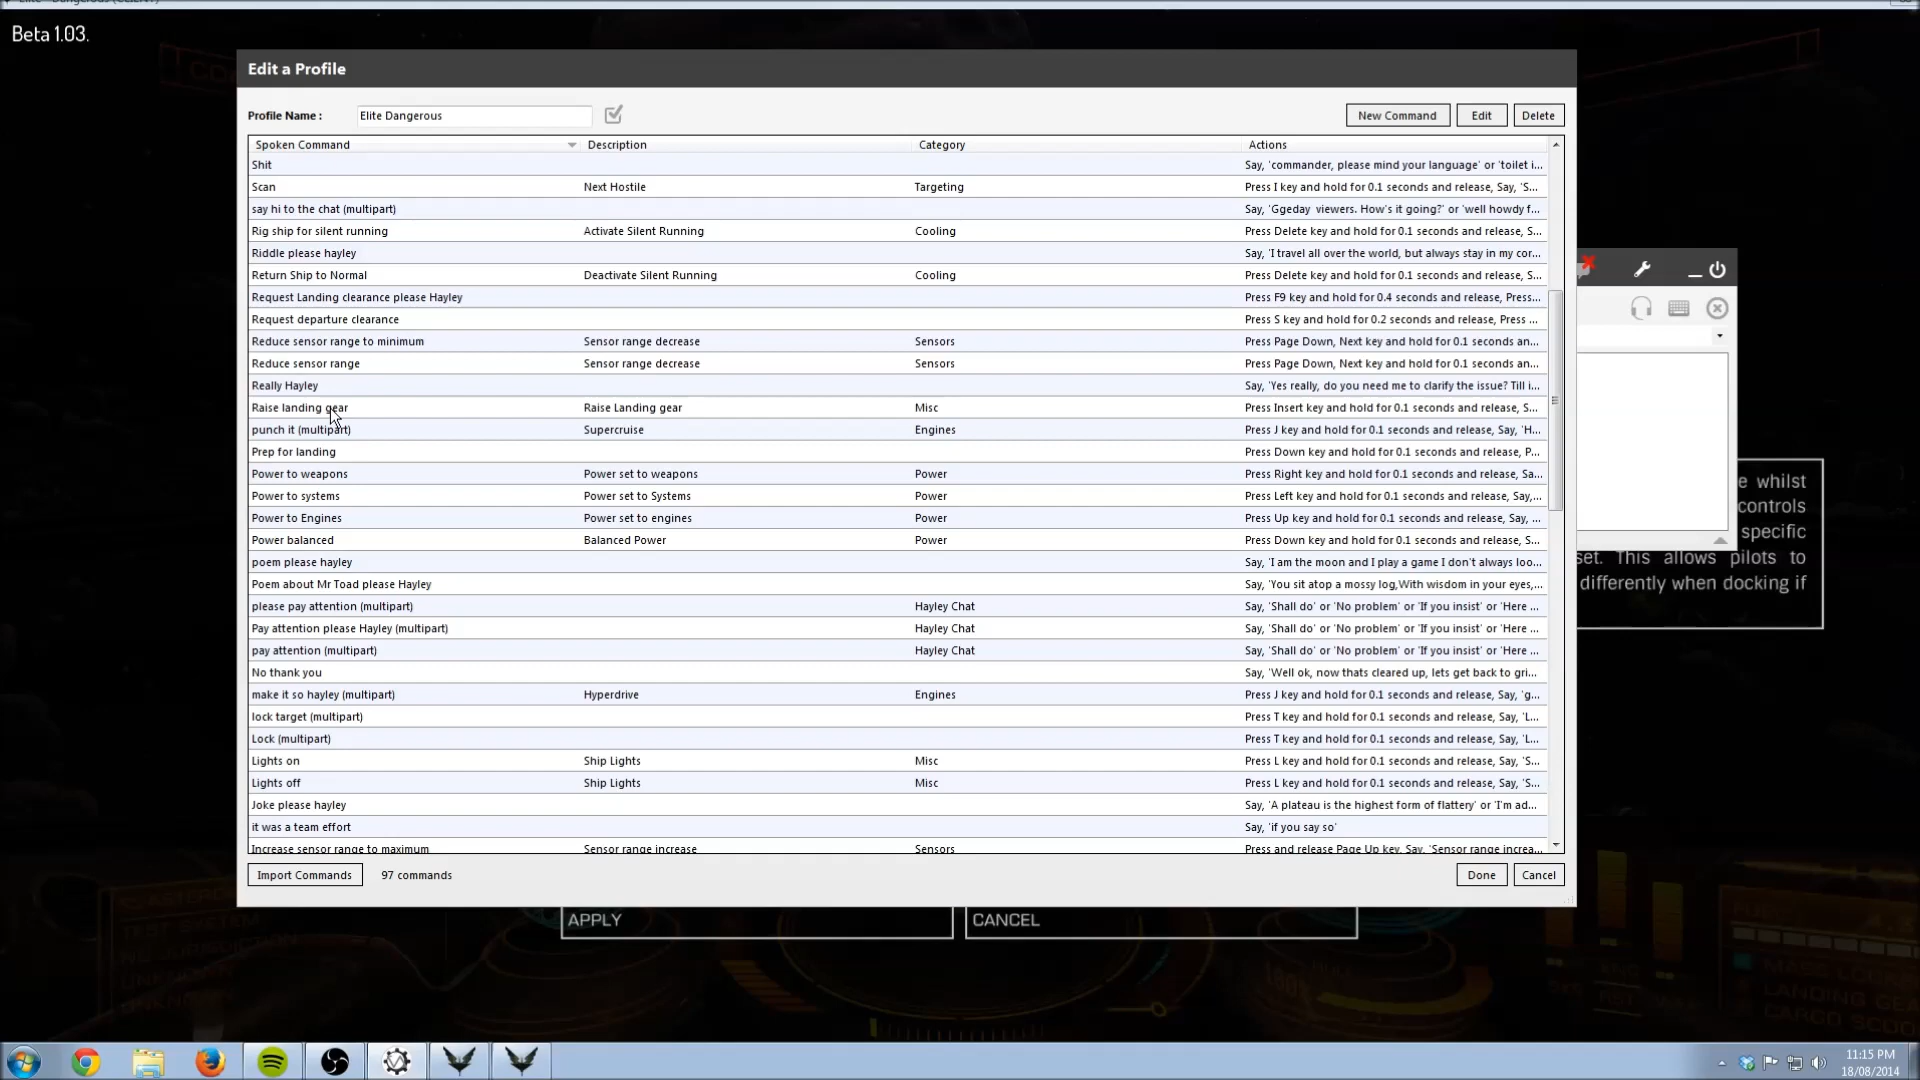 Beta 1.03.
Edit a Profile
Profile Name : Elite Dangerous New Command Edit Delete
Spoken Command Description Category Actions
Shit Say, 'commander, please mind your language' or 'toilet i...
Scan Next Hostile Targeting Press I key and hold for 0.1 seconds and release, Say, 'S...
say hi to the chat (multipart) Say, 'Ggeday viewers. How's it going?' or 'well howdy f...
Rig ship for silent running Activate Silent Running Cooling Press Delete key and hold for 0.1 seconds and release, S...
Riddle please hayley Say, 'I travel all over the world, but always stay in my cor...
Return Ship to Normal Deactivate Silent Running Cooling Press Delete key and hold for 0.1 seconds and release, S...
Request Landing clearance please Hayley Press F9 key and hold for 0.4 seconds and release, Press...
Request departure clearance Press S key and hold for 0.2 seconds and release, Press ...
Reduce sensor range to minimum Sensor range decrease Sensors Press Page Down, Next key and hold for 0.1 seconds an...
Reduce sensor range Sensor range decrease Sensors Press Page Down, Next key and hold for 0.1 seconds an...
Really Hayley Say, 'Yes really, do you need me to clarify the issue? Till i...
Raise landing gear Raise Landing gear Misc Press Insert key and hold for 0.1 seconds and release, S...
punch it (multipart) Supercruise Engines Press J key and hold for 0.1 seconds and release, Say, 'H...
Prep for landing Press Down key and hold for 0.1 seconds and release, P...
Power to weapons Power set to weapons Power Press Right key and hold for 0.1 seconds and release, Sa...
Power to systems Power set to Systems Power Press Left key and hold for 0.1 seconds and release, Say,...
Power to Engines Power set to engines Power Press Up key and hold for 0.1 seconds and release, Say, ...
Power balanced Balanced Power Power Press Down key and hold for 0.1 seconds and release, S...
poem please hayley Say, 'I am the moon and I play a game I don't always loo...
Poem about Mr Toad please Hayley Say, 'You sit atop a mossy log,With wisdom in your eyes,...
please pay attention (multipart) Hayley Chat Say, 'Shall do' or 'No problem' or 'If you insist' or 'Here ...
Pay attention please Hayley (multipart) Hayley Chat Say, 'Shall do' or 'No problem' or 'If you insist' or 'Here ...
pay attention (multipart) Hayley Chat Say, 'Shall do' or 'No problem' or 'If you insist' or 'Here ...
No thank you Say, 'Well ok, now thats cleared up, lets get back to gri...
make it so hayley (multipart) Hyperdrive Engines Press J key and hold for 0.1 seconds and release, Say, 'g...
lock target (multipart) Press T key and hold for 0.1 seconds and release, Say, 'L...
Lock (multipart) Press T key and hold for 0.1 seconds and release, Say, 'L...
Lights on Ship Lights Misc Press L key and hold for 0.1 seconds and release, Say, 'S...
Lights off Ship Lights Misc Press L key and hold for 0.1 seconds and release, Say, 'S...
Joke please hayley Say, 'A plateau is the highest form of flattery' or 'I'm ad...
it was a team effort Say, 'if you say so'
Increase sensor range to maximum Sensor range increase Sensors Press and release Page Up key, Say, 'Sensor range increa...
Import Commands 97 commands Done Cancel
e whilst
controls
specific
set. This allows pilots to
differently when docking if
APPLY CANCEL
11:15 PM
18/08/2014